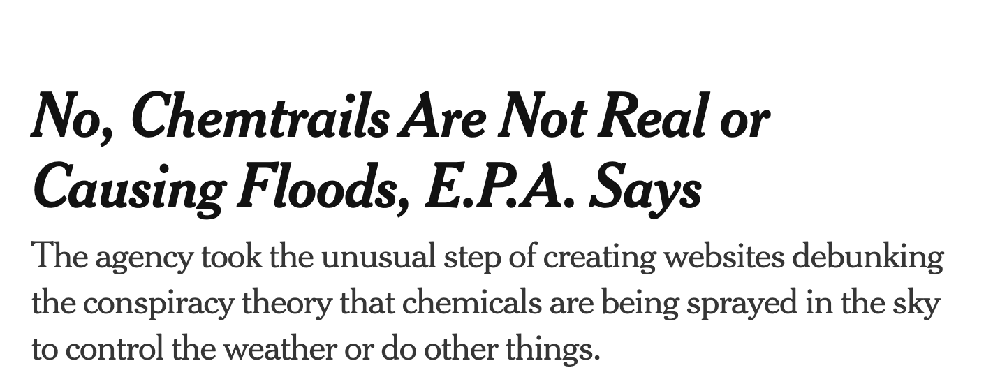 No, Chemtrails Are Not Real or
Causing Floods, E.P.A. Says
The agency took the unusual step of creating websites debunking
the conspiracy theory that chemicals are being sprayed in the sky
to control the weather or do other things.